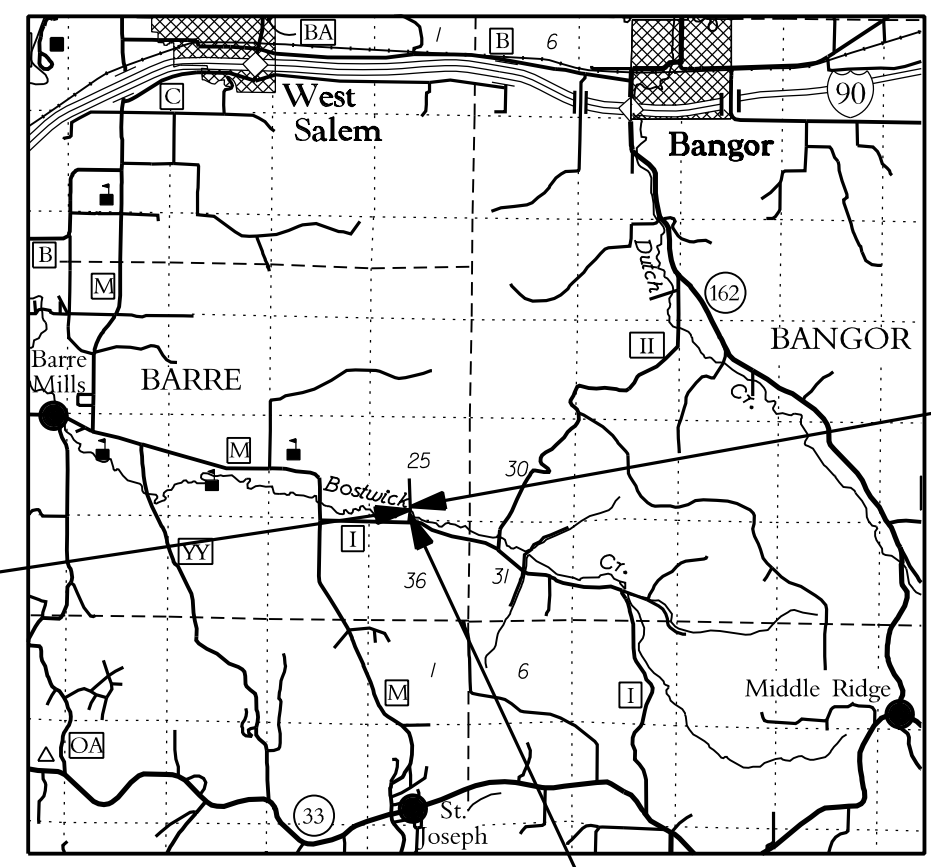 BA
1
B
6
C
West
Salem
90
Bangor
B
M
Dutch
162
II
BANGOR
Barre
Mills
BARRE
Cr.
M
25
30
Bostwick
I
YY
36
31
Cr.
1
6
M
I
Middle Ridge
OA
33
St.
Joseph